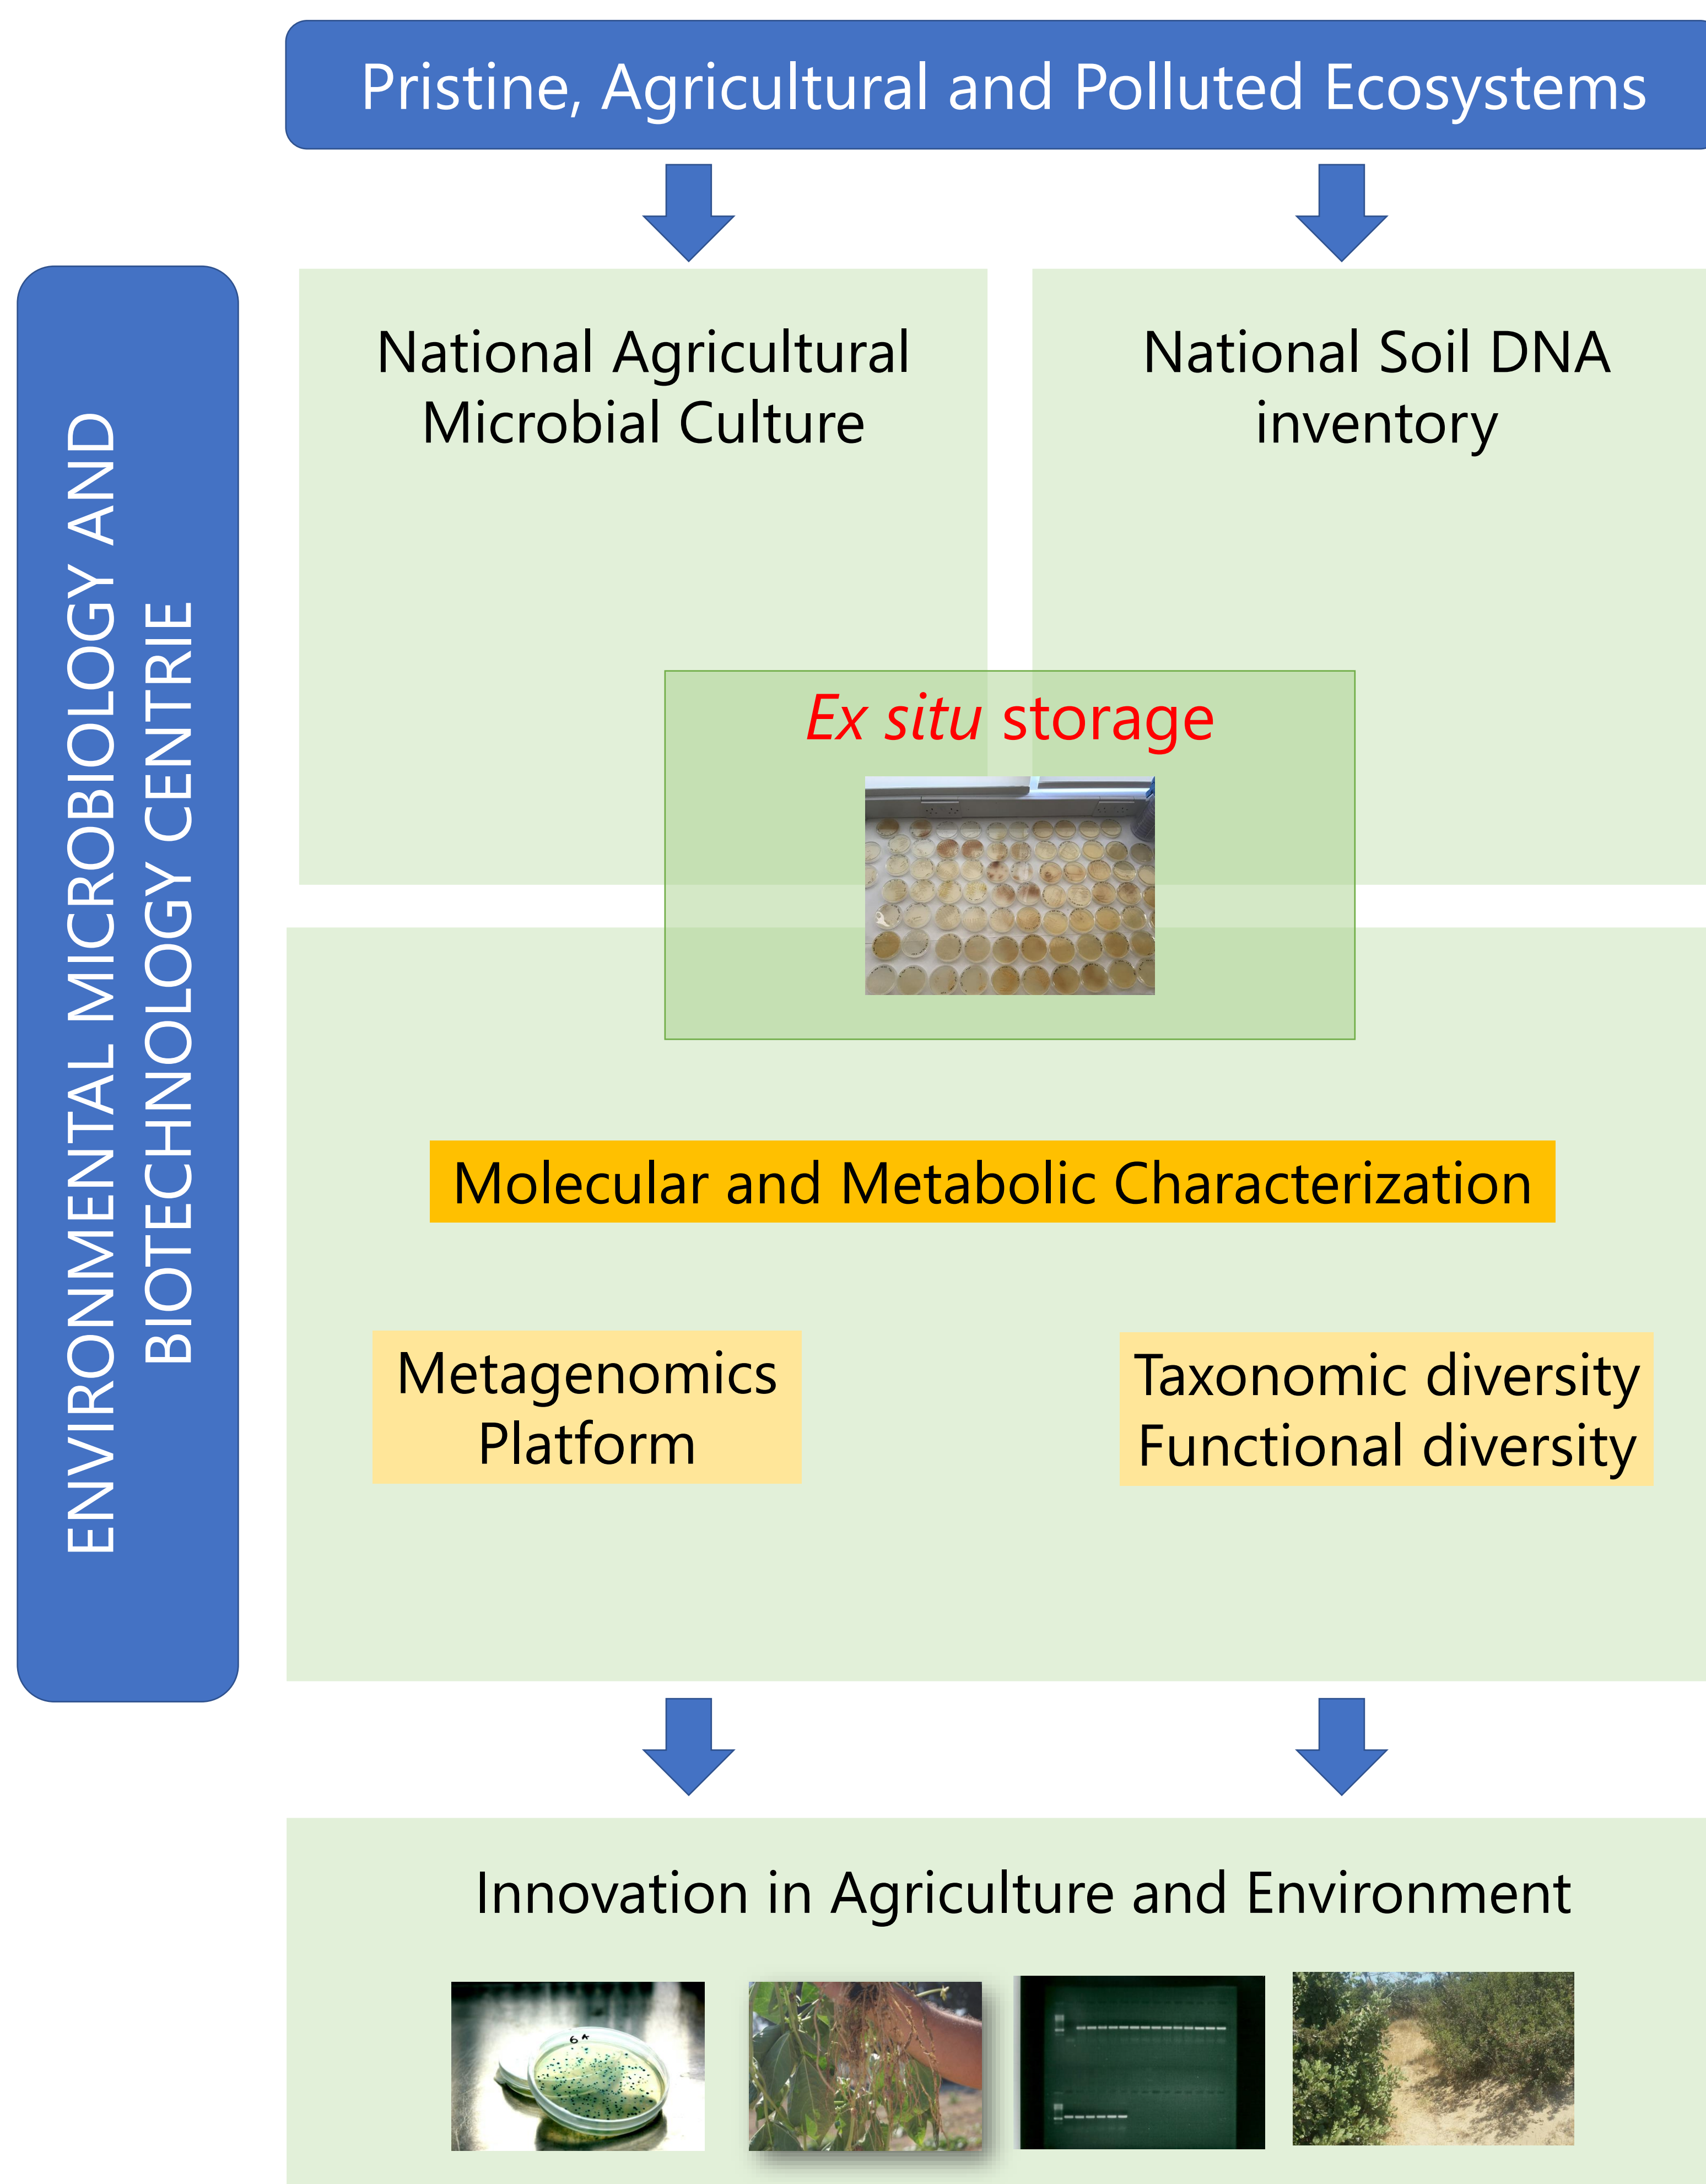 Pristine, Agricultural and Polluted Ecosystems
ENVIRONMENTAL MICROBIOLOGY AND
BIOTECHNOLOGY CENTRIE
National Agricultural
Microbial Culture
National Soil DNA
inventory
Ex situ storage
Molecular and Metabolic Characterization
Metagenomics
Platform
Taxonomic diversity
Functional diversity
Innovation in Agriculture and Environment
6A